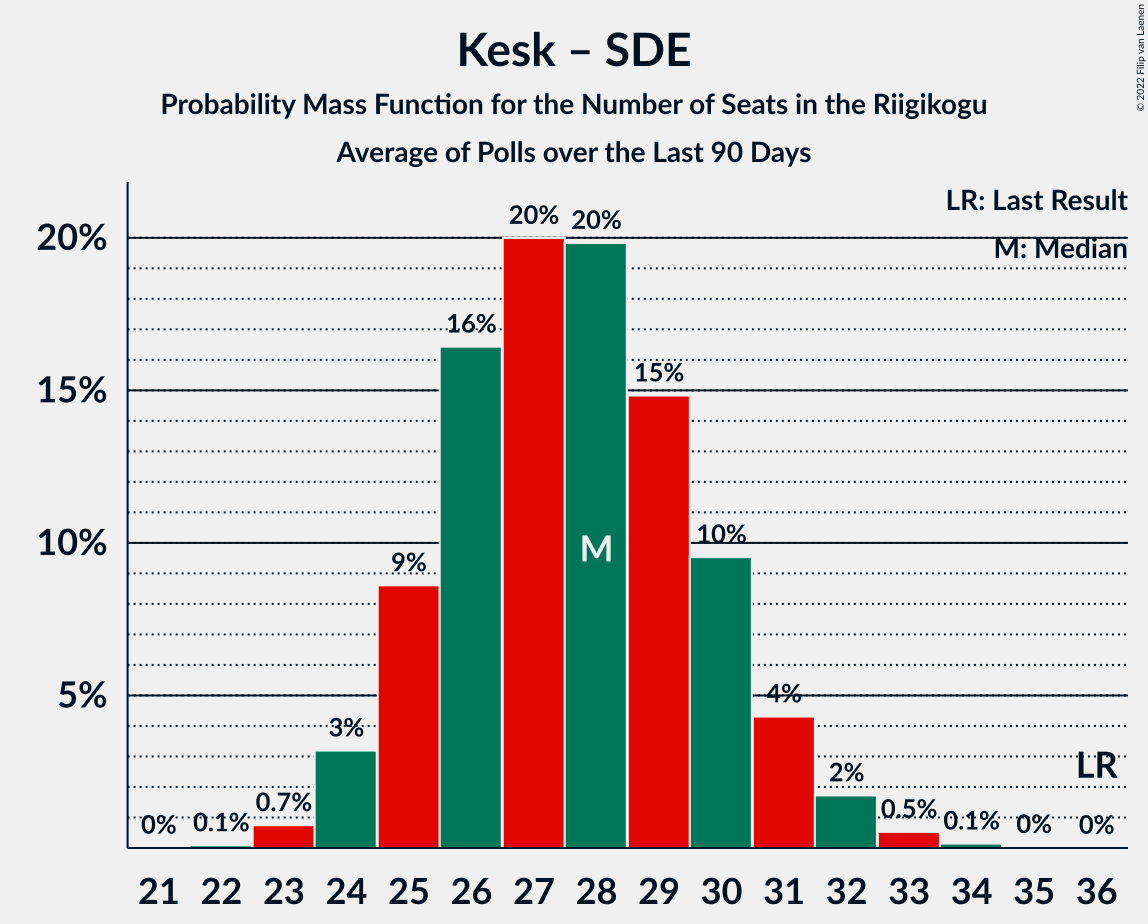 Kesk – SDE
Probability Mass Function for the Number of Seats in the Riigikogu
Average of Polls over the Last 90 Days
© 2022 Filip van Laenen
LR: Last Result
M: Median
20%
15%
10%
5%
0% 0.1% 0.7% 3% 9% 16% 20% 20% 15% 10% 4% 2% 0.5% 0.1% 0% 0%
M
LR
21 22 23 24 25 26 27 28 29 30 31 32 33 34 35 36